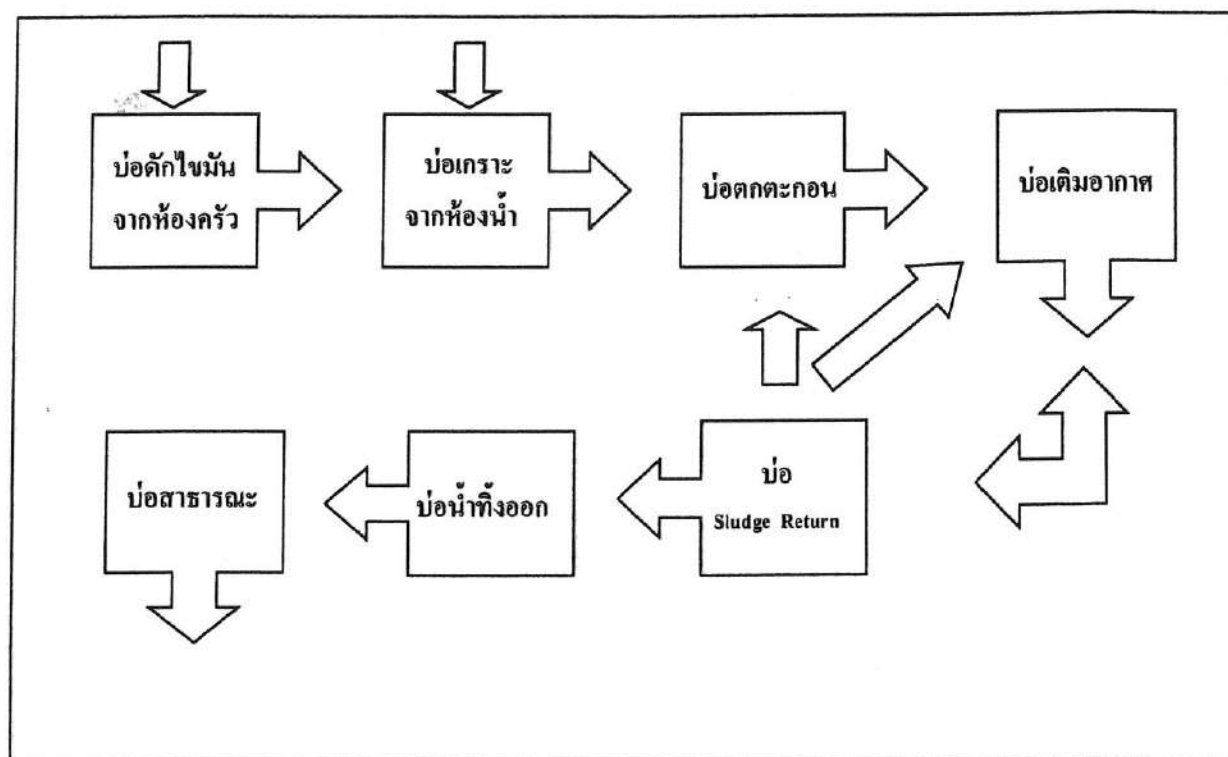 บ่อดักไขมัน
จากห้องครัว
บ่อเกราะ
จากห้องน้ำ
บ่อตกตะกอน
บ่อเติมอากาศ
บ่อสาธารณะ
บ่อน้ำทิ้งออก
บ่อ
Sludge Return